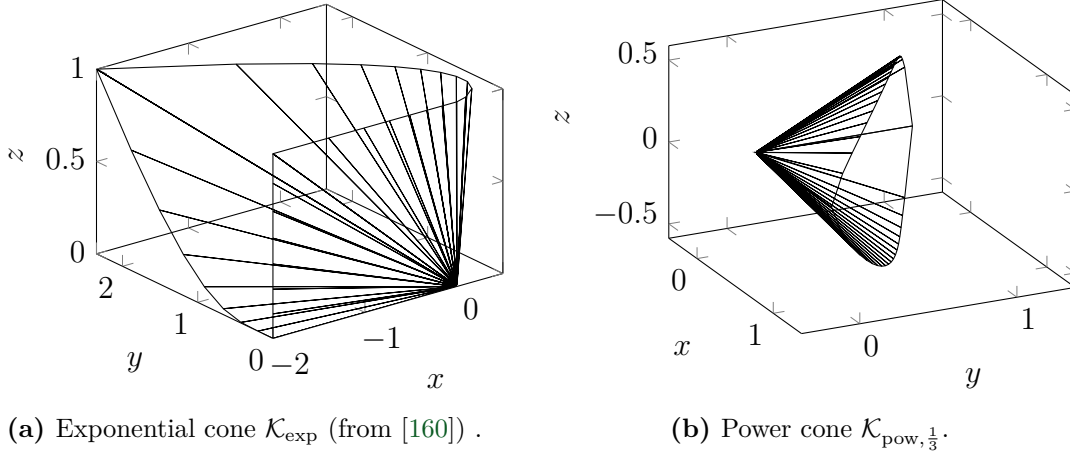 1
0.5
z
0
2
1
y
0
−2
−1
0
x
0.5
0
z
−0.5
0
x
1
0
1
y
(a) Exponential cone 𝒦exp (from [160]) .
(b) Power cone 𝒦pow, 1/3.